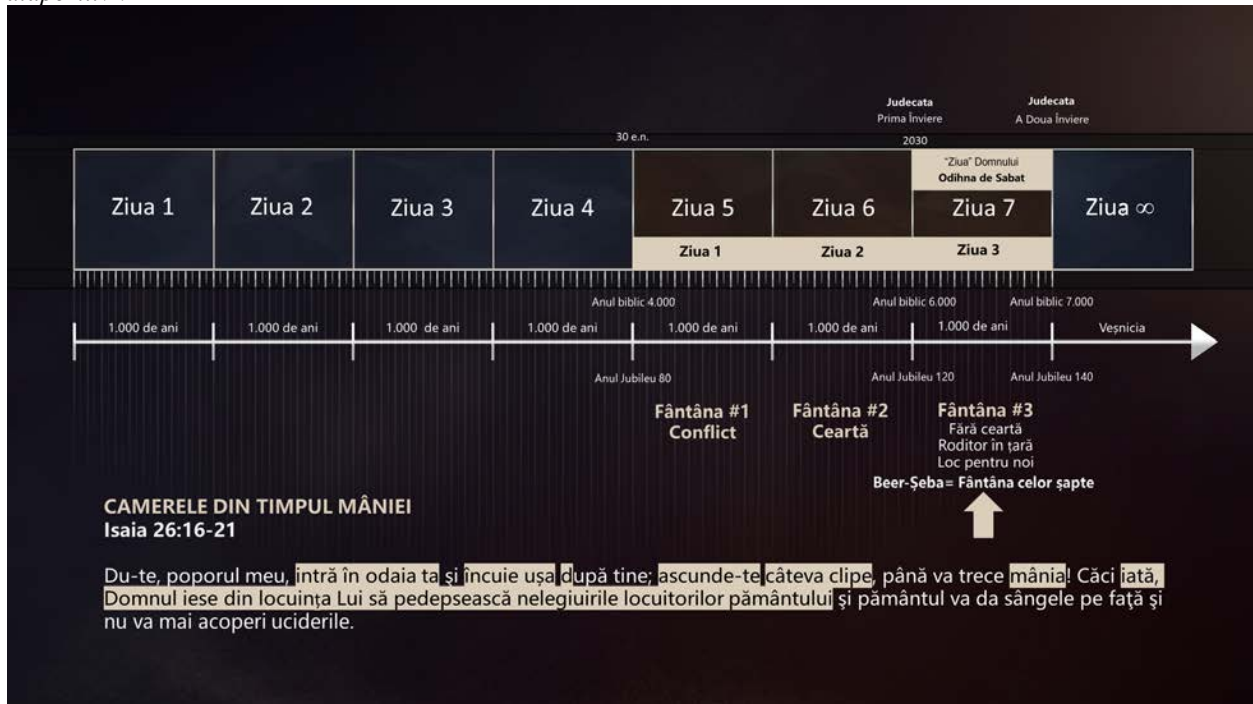 Judecata
Prima Înviere
Judecata
A Doua Înviere
30 e.n.
2030
Ziua 1
Ziua 2
Ziua 3
Ziua 4
Ziua 5
Ziua 6
"Ziua" Domnului
Odihna de Sabat
Ziua 7
Ziua ∞
Ziua 1
Ziua 2
Ziua 3
Anul biblic 4.000
Anul biblic 6.000
Anul biblic 7.000
1.000 de ani
1.000 de ani
1.000 de ani
1.000 de ani
1.000 de ani
1.000 de ani
1.000 de ani
Veșnicia
Anul Jubileu 80
Anul Jubileu 120
Anul Jubileu 140
Fântâna #1
Conflict
Fântâna #2
Ceartă
Fântâna #3
Fără ceartă
Roditor în țară
Loc pentru noi
Beer-Șeba= Fântâna celor șapte
CAMERELE DIN TIMPUL MÂNIEI
Isaia 26:16-21
Du-te, poporul meu, intră în odaia ta şi încuie ușa după tine; ascunde-te câteva clipe, până va trece mânia! Căci iată,
Domnul iese din locuința Lui să pedepsească nelegiuirile locuitorilor pământului şi pământul va da sângele pe faţă şi
nu va mai acoperi uciderile.